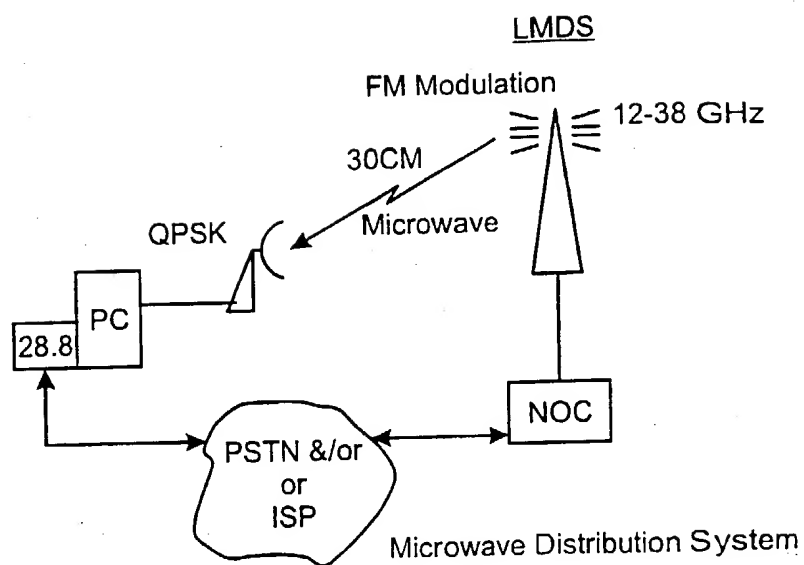 LMDS
FM Modulation
12-38 GHz
30CM
Microwave
QPSK
PC
28.8
NOC
PSTN &/or
or
ISP
Microwave Distribution System